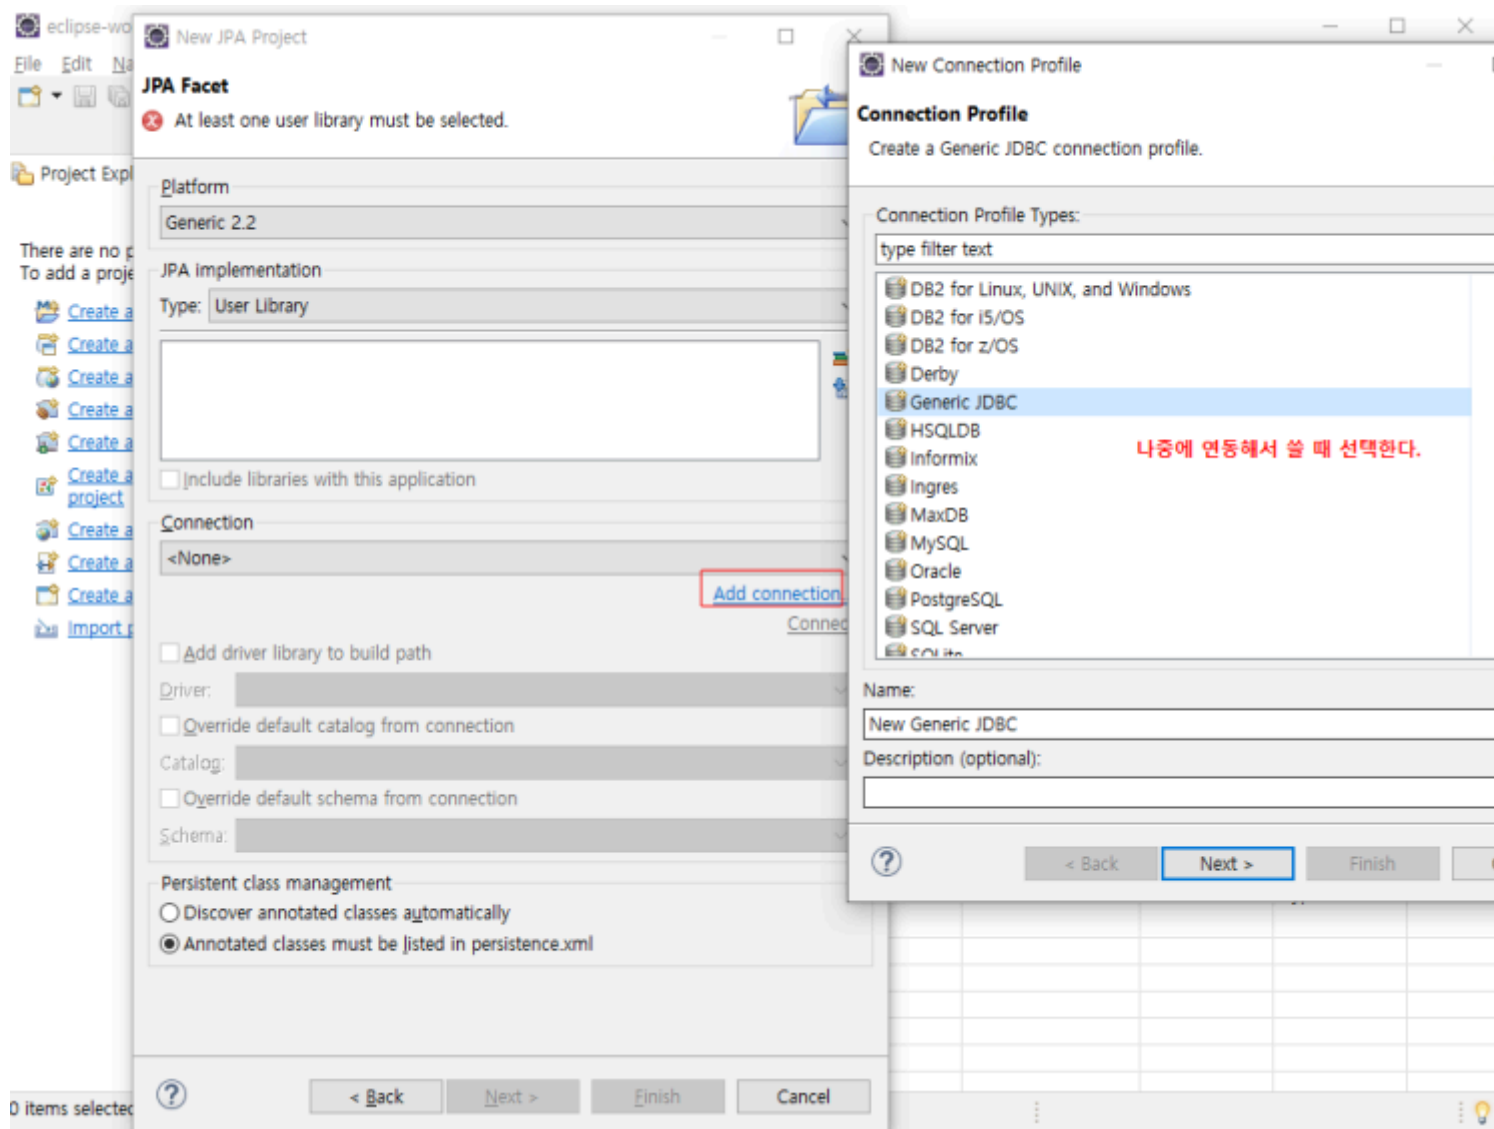 eclipse-wo
File Edit Na
Project Expl
There are no p
To add a proje
Create a
Create a
Create a
Create a
Create a
Create a
project
Create a
Create a
Create a
Import p
0 items selected
New JPA Project
JPA Facet
At least one user library must be selected.
Platform
Generic 2.2
JPA implementation
Type: User Library
Include libraries with this application
Connection
<None>
Add connection
Connec
Add driver library to build path
Driver:
Override default catalog from connection
Catalog:
Override default schema from connection
Schema:
Persistent class management
Discover annotated classes automatically
Annotated classes must be listed in persistence.xml
< Back Next > Finish Cancel
New Connection Profile
Connection Profile
Create a Generic JDBC connection profile.
Connection Profile Types:
type filter text
DB2 for Linux, UNIX, and Windows
DB2 for i5/OS
DB2 for z/OS
Derby
Generic JDBC
HSQLDB
나중에 연동해서 쓸 때 선택한다.
Informix
Ingres
MaxDB
MySQL
Oracle
PostgreSQL
SQL Server
SQLite
Name:
New Generic JDBC
Description (optional):
< Back Next > Finish